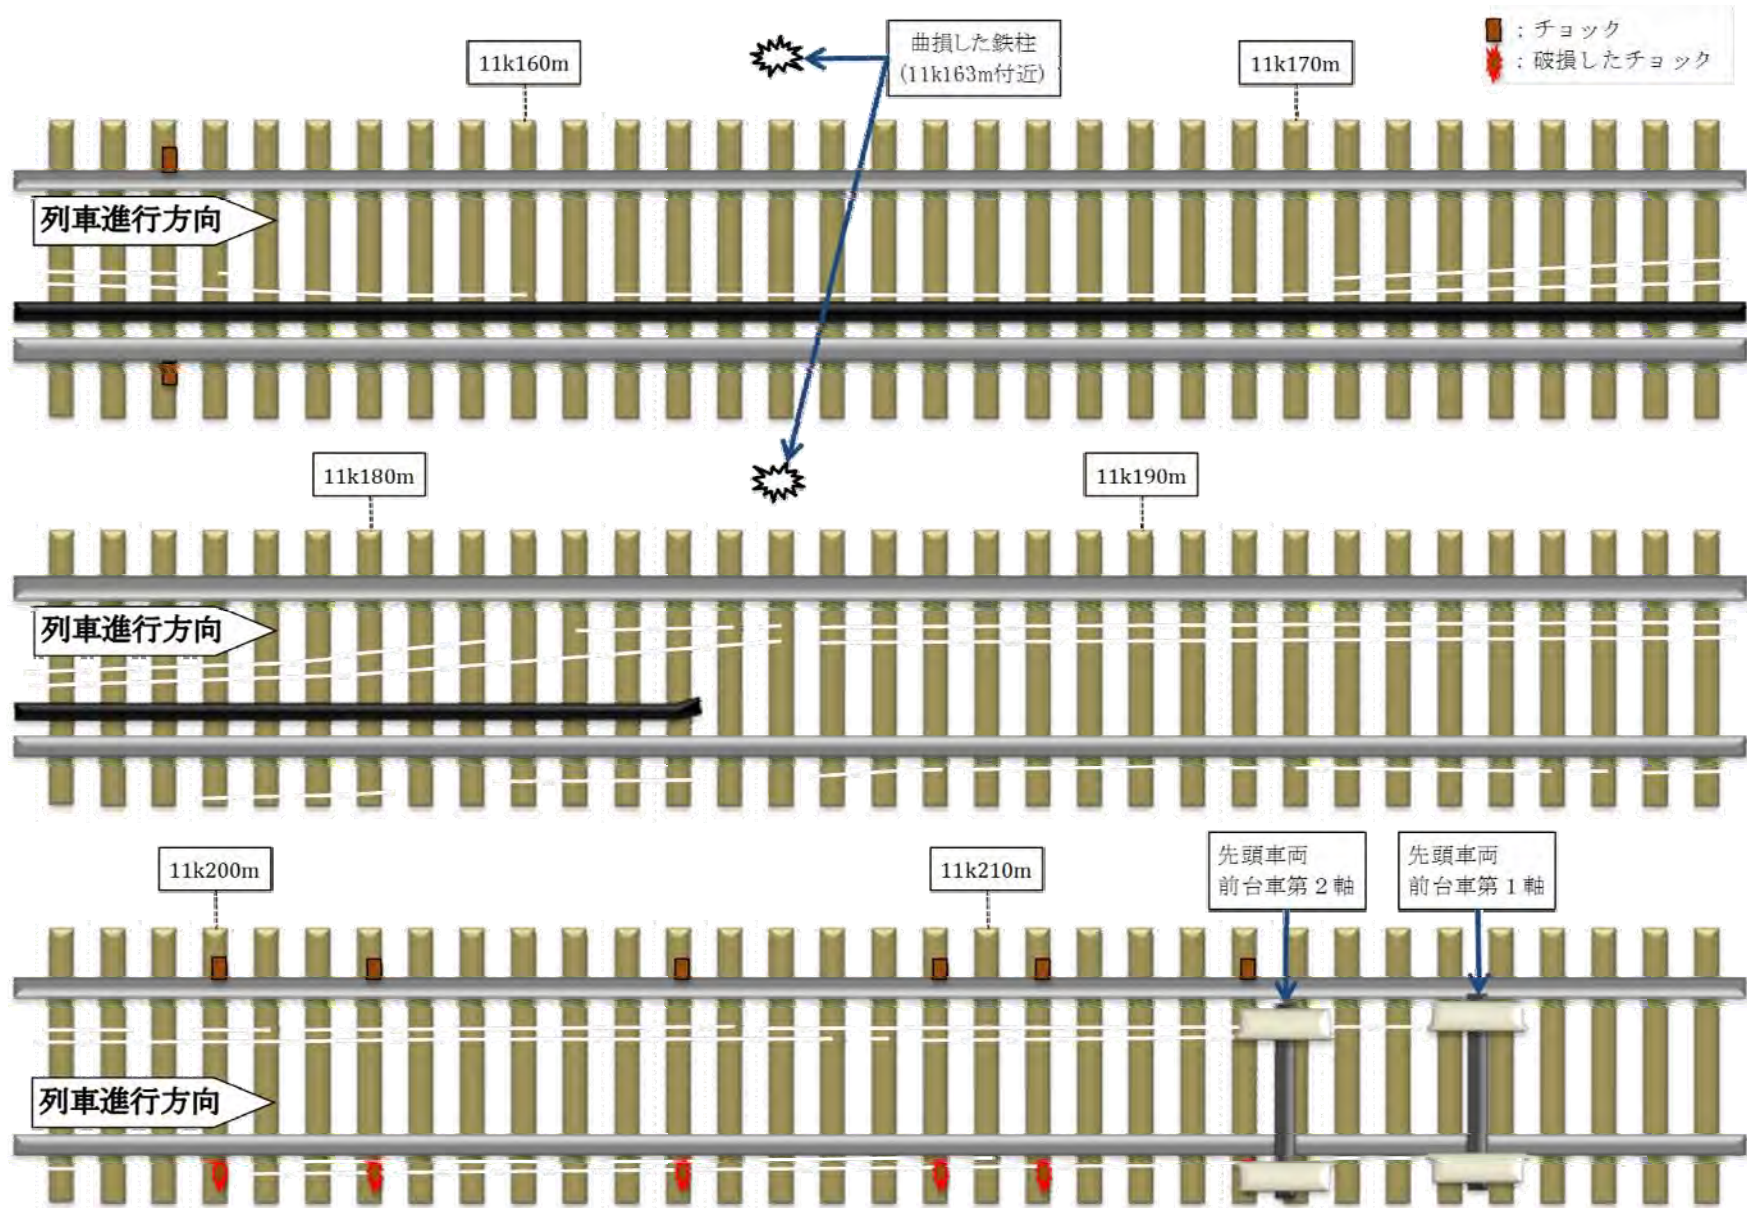 11k160m
曲損した鉄柱
(11k163m付近)
11k170m
：チョック
：破損したチョック
列車進行方向
11k180m
11k190m
列車進行方向
11k200m
11k210m
先頭車両
前台車第２軸
先頭車両
前台車第１軸
列車進行方向